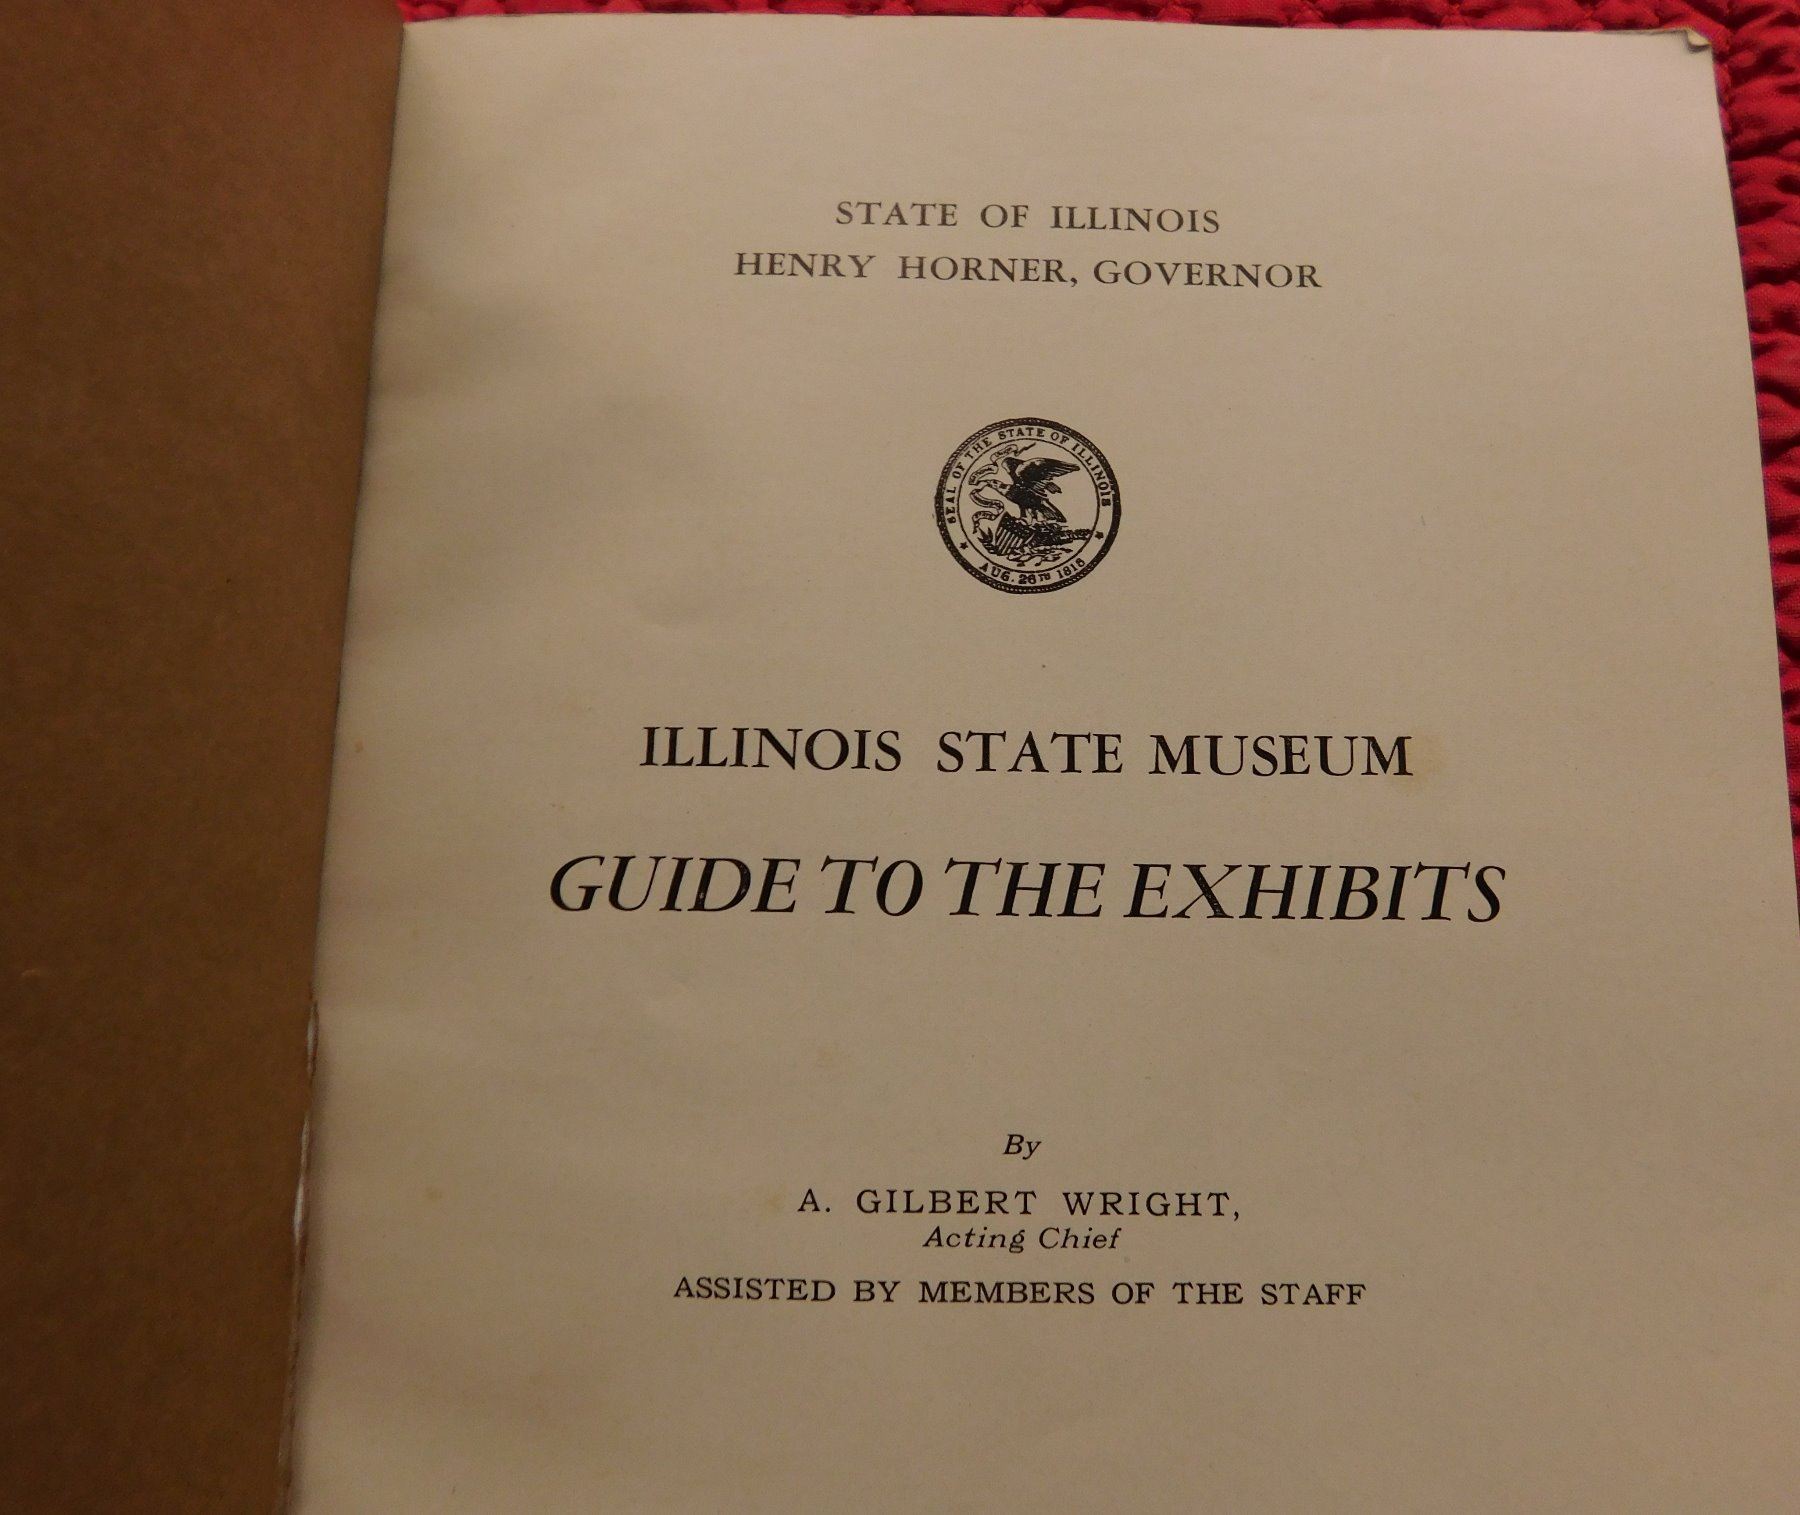 STATE OF ILLINOIS
HENRY HORNER, GOVERNOR
SEAL OF THE STATE OF ILLINOIS
AUG. 26TH 1818
ILLINOIS STATE MUSEUM
GUIDE TO THE EXHIBITS
By
A. GILBERT WRIGHT,
Acting Chief
ASSISTED BY MEMBERS OF THE STAFF